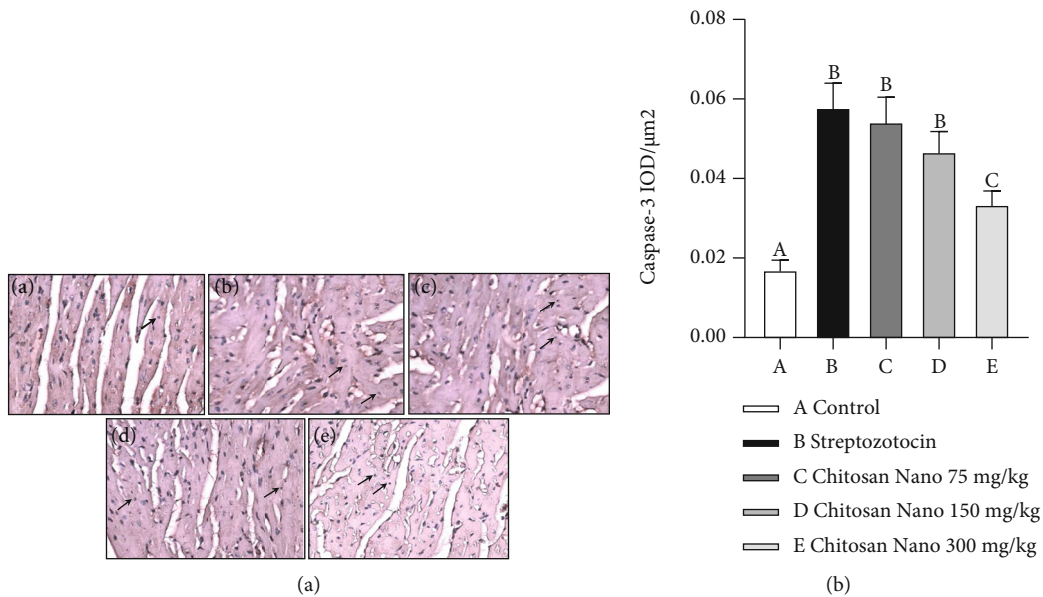 (a)
(b)
(c)
(d)
(e)
(a)
Caspase-3 IOD/μm2
0.08
0.06
0.04
0.02
0.00
A
B
B
B
C
A
B
C
D
E
A Control
B Streptozotocin
C Chitosan Nano 75 mg/kg
D Chitosan Nano 150 mg/kg
E Chitosan Nano 300 mg/kg
(b)